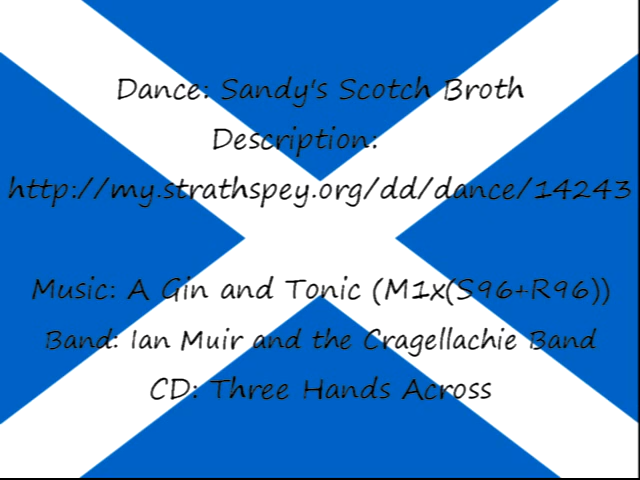 Dance: Sandy's Scotch Broth
Description:
http://my.strathspey.org/dd/dance/14243
Music: A Gin and Tonic (M1x(S96+R96))
Band: Ian Muir and the Cragellachie Band
CD: Three Hands Across